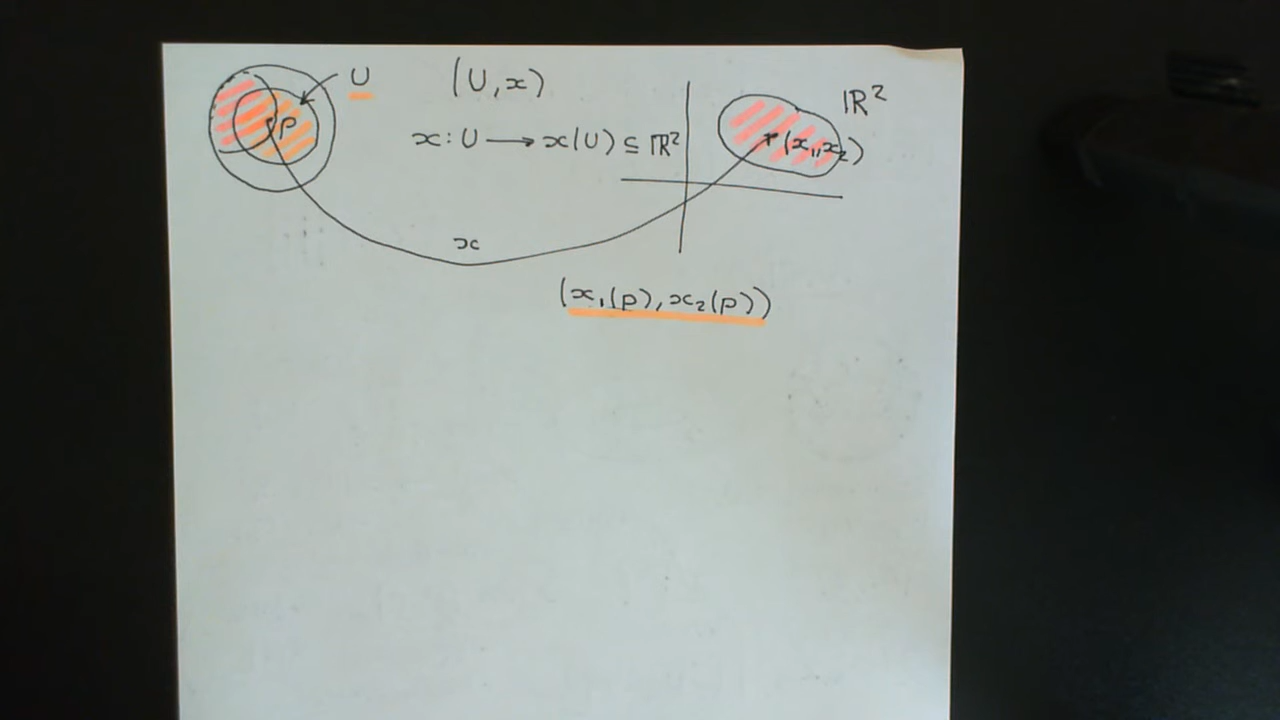 U
(U,x)
ℝ²
p
x:U⟶x(U)⊆ℝ²
(x₁,x₂)
x
(x₁(p),x₂(p))